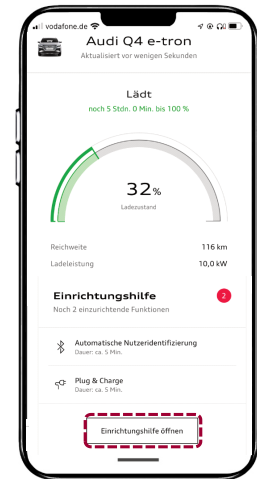 vodafone.de
Audi Q4 e-tron
Aktualisiert vor wenigen Sekunden
Lädt
noch 5 Stdn. 0 Min. bis 100 %
32%
Ladezustand
Reichweite 116 km
Ladeleistung 10,0 kW
Einrichtungshilfe 2
Noch 2 einzurichtende Funktionen
Automatische Nutzeridentifizierung
Dauer: ca. 5 Min.
Plug & Charge
Dauer: ca. 5 Min.
Einrichtungshilfe öffnen